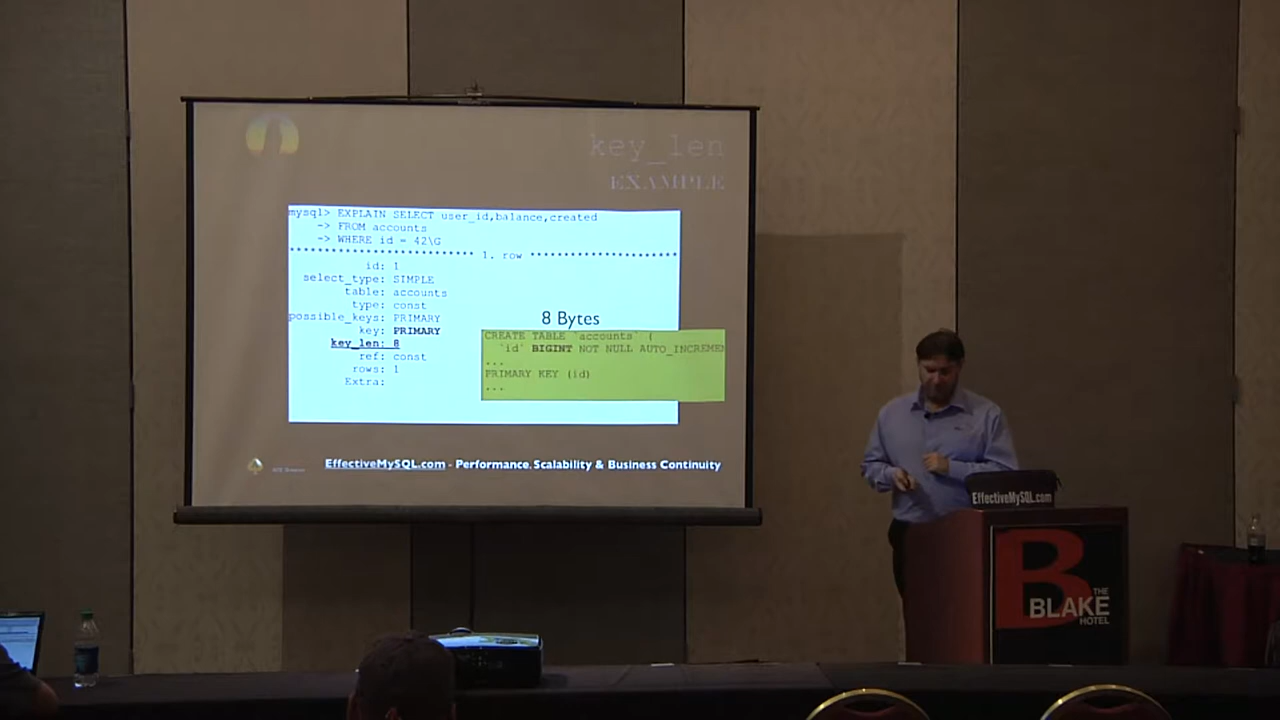 key_len
EXAMPLE
mysql> EXPLAIN SELECT user_id,balance,created
-> FROM accounts
-> WHERE id = 42\G
*************************** 1. row ***********************
id: 1
select_type: SIMPLE
table: accounts
type: const
possible_keys: PRIMARY
key: PRIMARY
key_len: 8
ref: const
rows: 1
Extra:
8 Bytes
CREATE TABLE `accounts` (
`id` BIGINT NOT NULL AUTO_INCREMEN
...
PRIMARY KEY (id)
...
EffectiveMySQL.com - Performance, Scalability & Business Continuity
EffectiveMySQL.com
B
THE
BLAKE
HOTEL